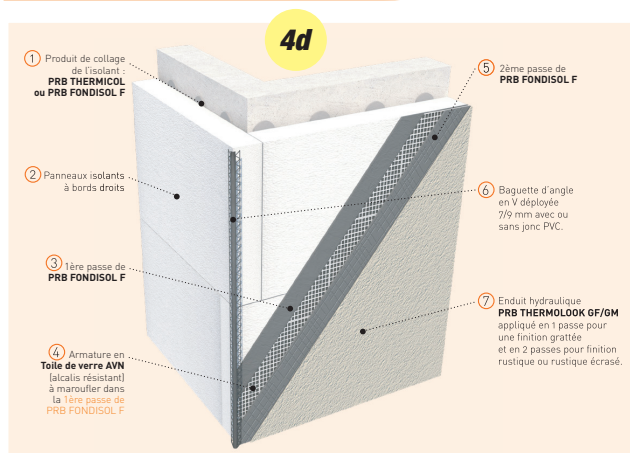 4d
1 Produit de collage
de l'isolant :
PRB THERMICOL
ou PRB FONDISOL F
2 Panneaux isolants
à bords droits
3 1ère passe de
PRB FONDISOL F
4 Armature en
Toile de verre AVN
(alcalis résistant)
à maroufler dans
la 1ère passe de
PRB FONDISOL F
5 2ème passe de
PRB FONDISOL F
6 Baguette d'angle
en V déployée
7/9 mm avec ou
sans jonc PVC.
7 Enduit hydraulique
PRB THERMOLOOK GF/GM
appliqué en 1 passe pour
une finition grattée
et en 2 passes pour finition
rustique ou rustique écrasé.